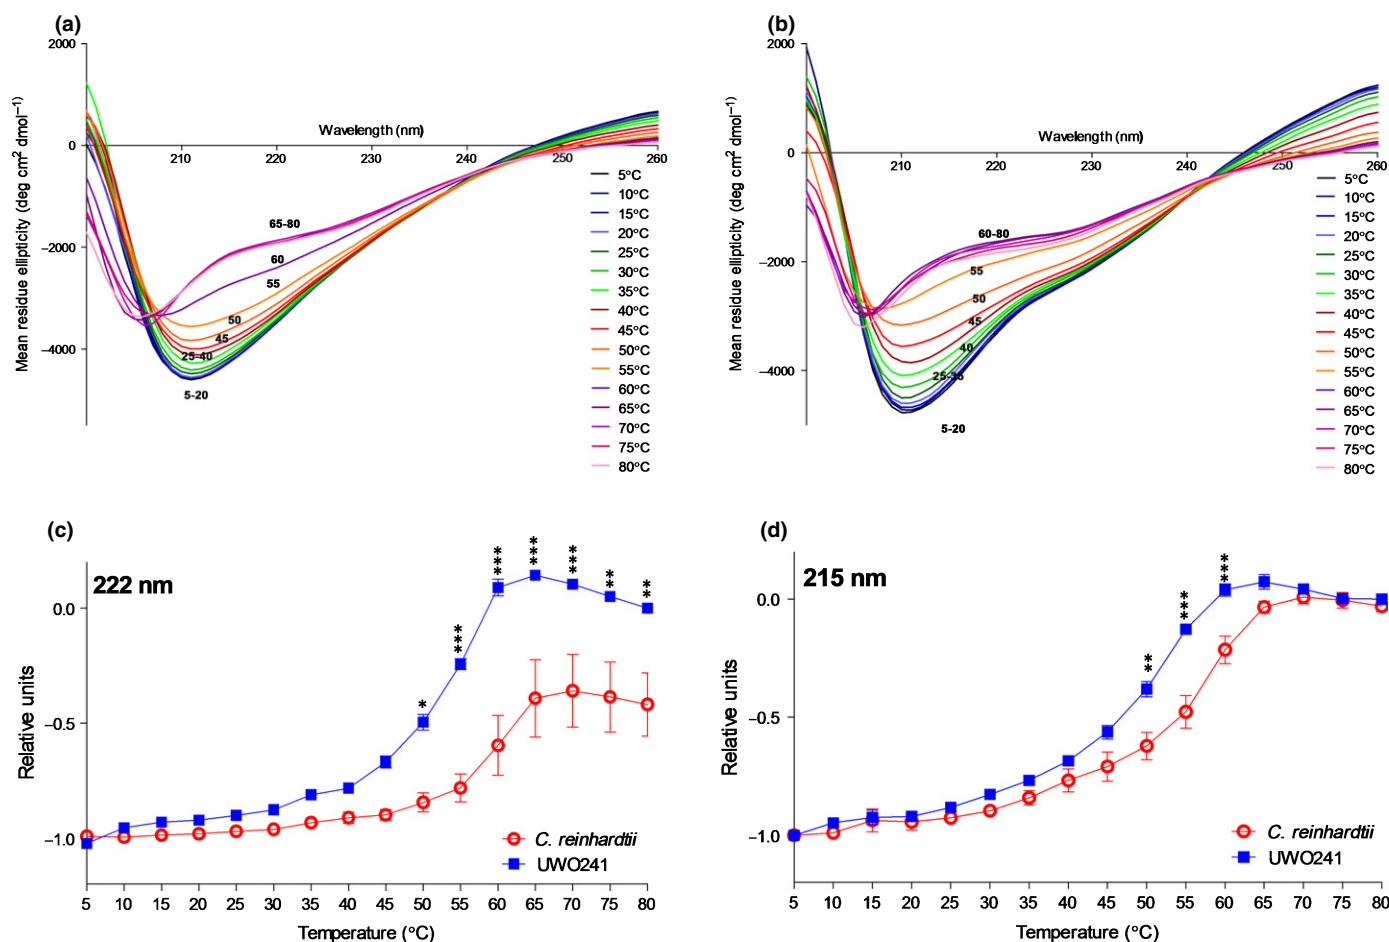 (a)
2000
0
−2000
−4000
Mean residue ellipticity (deg cm² dmol⁻¹)
Wavelength (nm)
210
220
230
240
250
260
65-80
60
55
50
45
25-40
5-20
5°C
10°C
15°C
20°C
25°C
30°C
35°C
40°C
45°C
50°C
55°C
60°C
65°C
70°C
75°C
80°C
(b)
2000
0
−2000
−4000
Mean residue ellipticity (deg cm² dmol⁻¹)
Wavelength (nm)
210
220
230
240
250
260
60-80
55
50
45
40
25-35
5-20
5°C
10°C
15°C
20°C
25°C
30°C
35°C
40°C
45°C
50°C
55°C
60°C
65°C
70°C
75°C
80°C
(c)
222 nm
0.0
−0.5
−1.0
Relative units
*
***
***
***
***
**
**
C. reinhardtii
UWO241
5 10 15 20 25 30 35 40 45 50 55 60 65 70 75 80
Temperature (°C)
(d)
215 nm
0.0
−0.5
−1.0
Relative units
**
***
***
C. reinhardtii
UWO241
5 10 15 20 25 30 35 40 45 50 55 60 65 70 75 80
Temperature (°C)